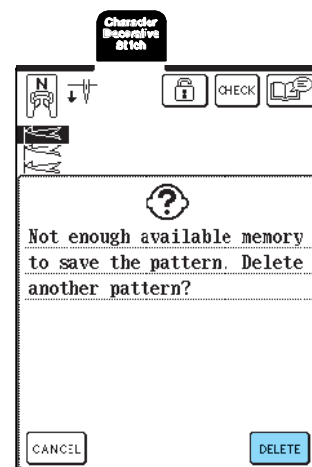 Character
Decorative
Stitch
N
CHECK
Not enough available memory
to save the pattern. Delete
another pattern?
CANCEL
DELETE